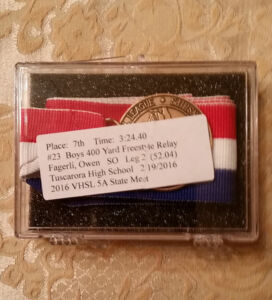 LEAGUE
Place: 7th Time: 3:24.40
#23 Boys 400 Yard Freestyle Relay
Fagerli, Owen SO Leg 2 (52.04)
Tuscarora High School 2/19/2016
2016 VHSL 5A State Meet